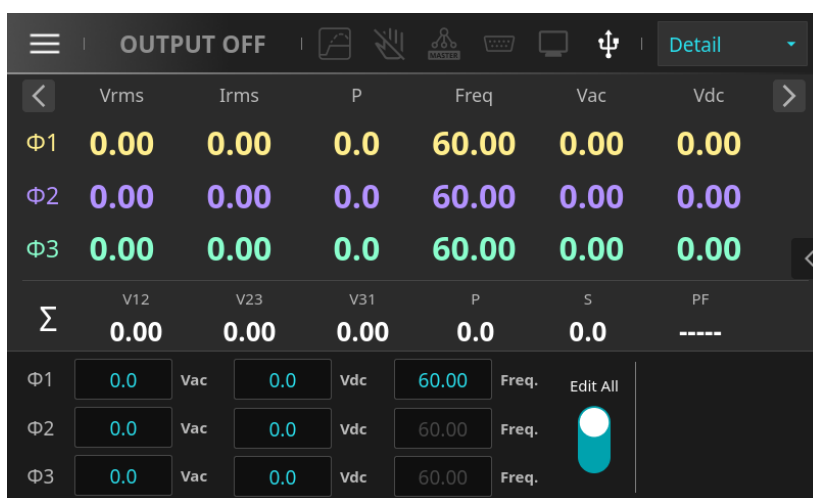 OUTPUT OFF MASTER Detail
Vrms Irms P Freq Vac Vdc
Φ1 0.00 0.00 0.0 60.00 0.00 0.00
Φ2 0.00 0.00 0.0 60.00 0.00 0.00
Φ3 0.00 0.00 0.0 60.00 0.00 0.00
V12 V23 V31 P S PF
Σ 0.00 0.00 0.00 0.0 0.0 -----
Φ1 0.0 Vac 0.0 Vdc 60.00 Freq. Edit All
Φ2 0.0 Vac 0.0 Vdc 60.00 Freq.
Φ3 0.0 Vac 0.0 Vdc 60.00 Freq.